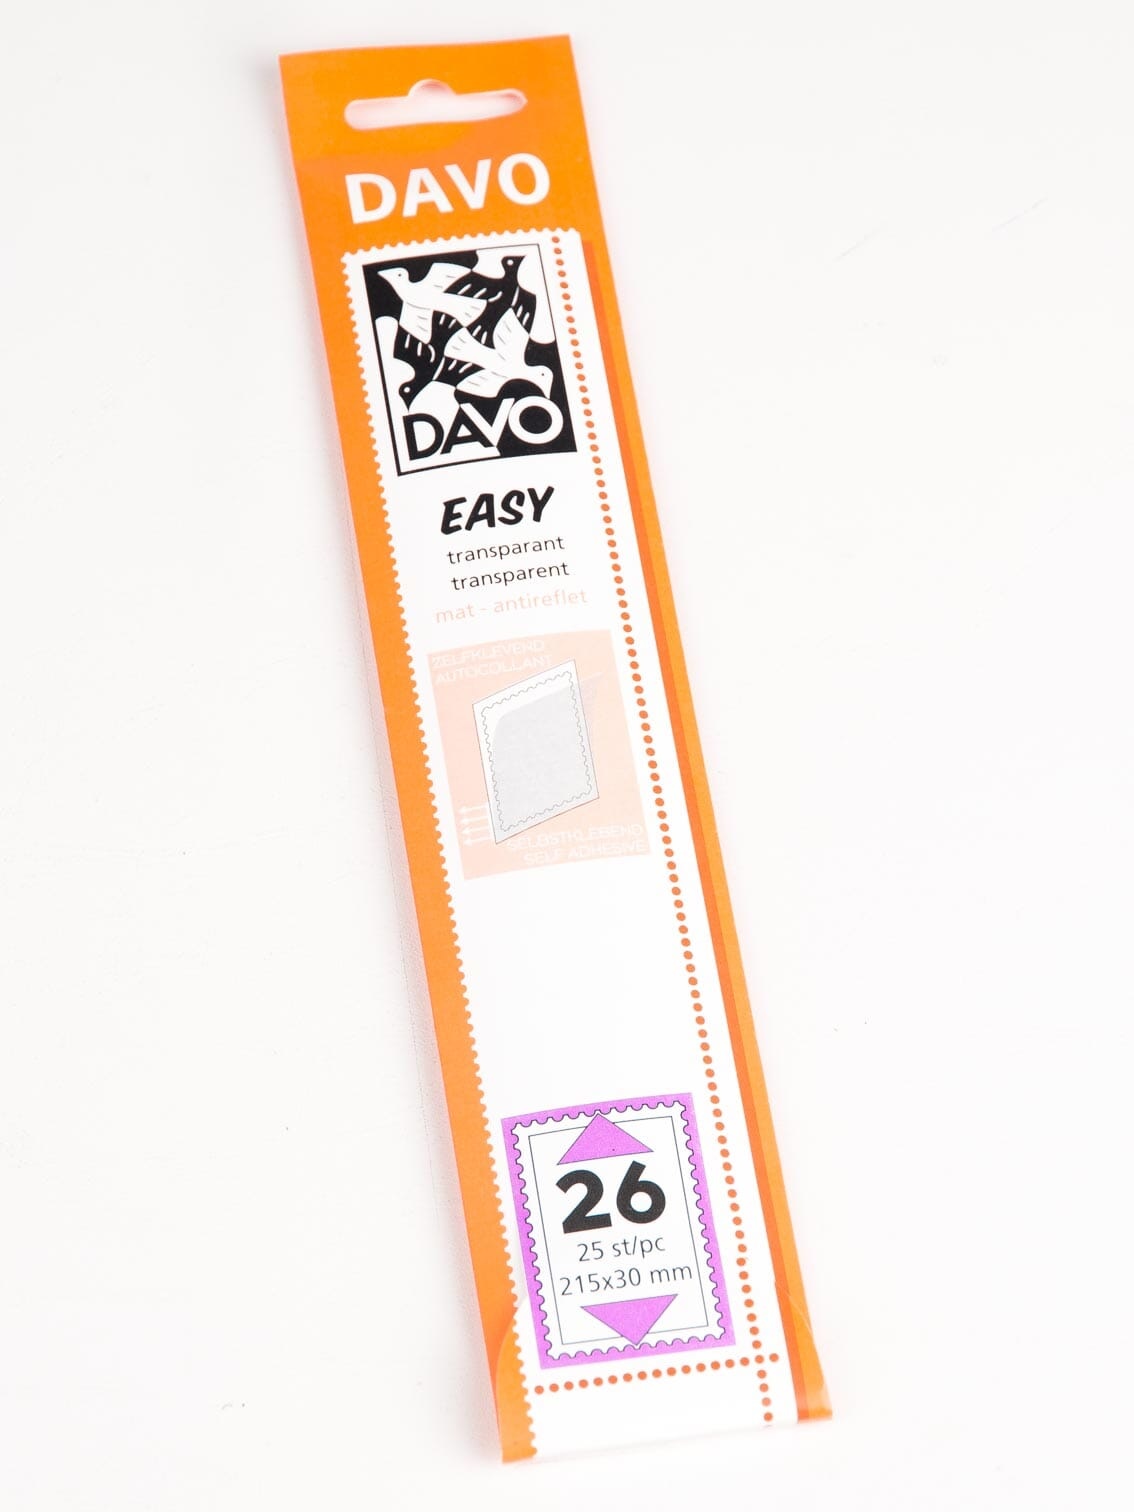 DAVO
DAVO
EASY
transparant
transparent
mat - antireflet
ZELFKLEVEND
AUTOCOLLANT
SELBSTKLEBEND
SELF ADHESIVE
26
25 st/pc
215x30 mm